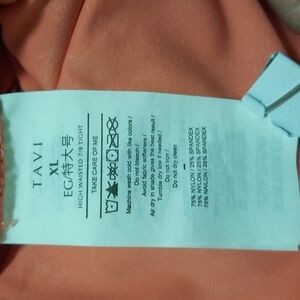 TAVI
XL
EG/特大号
HIGH WAISTED 7/8 TIGHT
TAKE CARE OF ME
Machine wash cold with like colors /
Do not bleach /
Avoid fabric softeners /
Air dry in shade gives the best result /
Tumble dry low if needed /
Do not iron /
Do not dry clean
75% NYLON / 25% SPANDEX
75% NYLON / 25% SPANDEX
75% NAILON / 25% SPANDEX